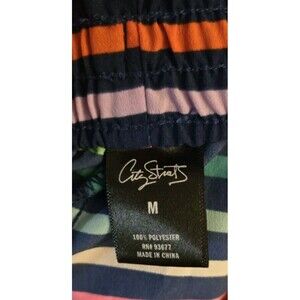 City Streets
M
100% POLYESTER
RN# 93677
MADE IN CHINA